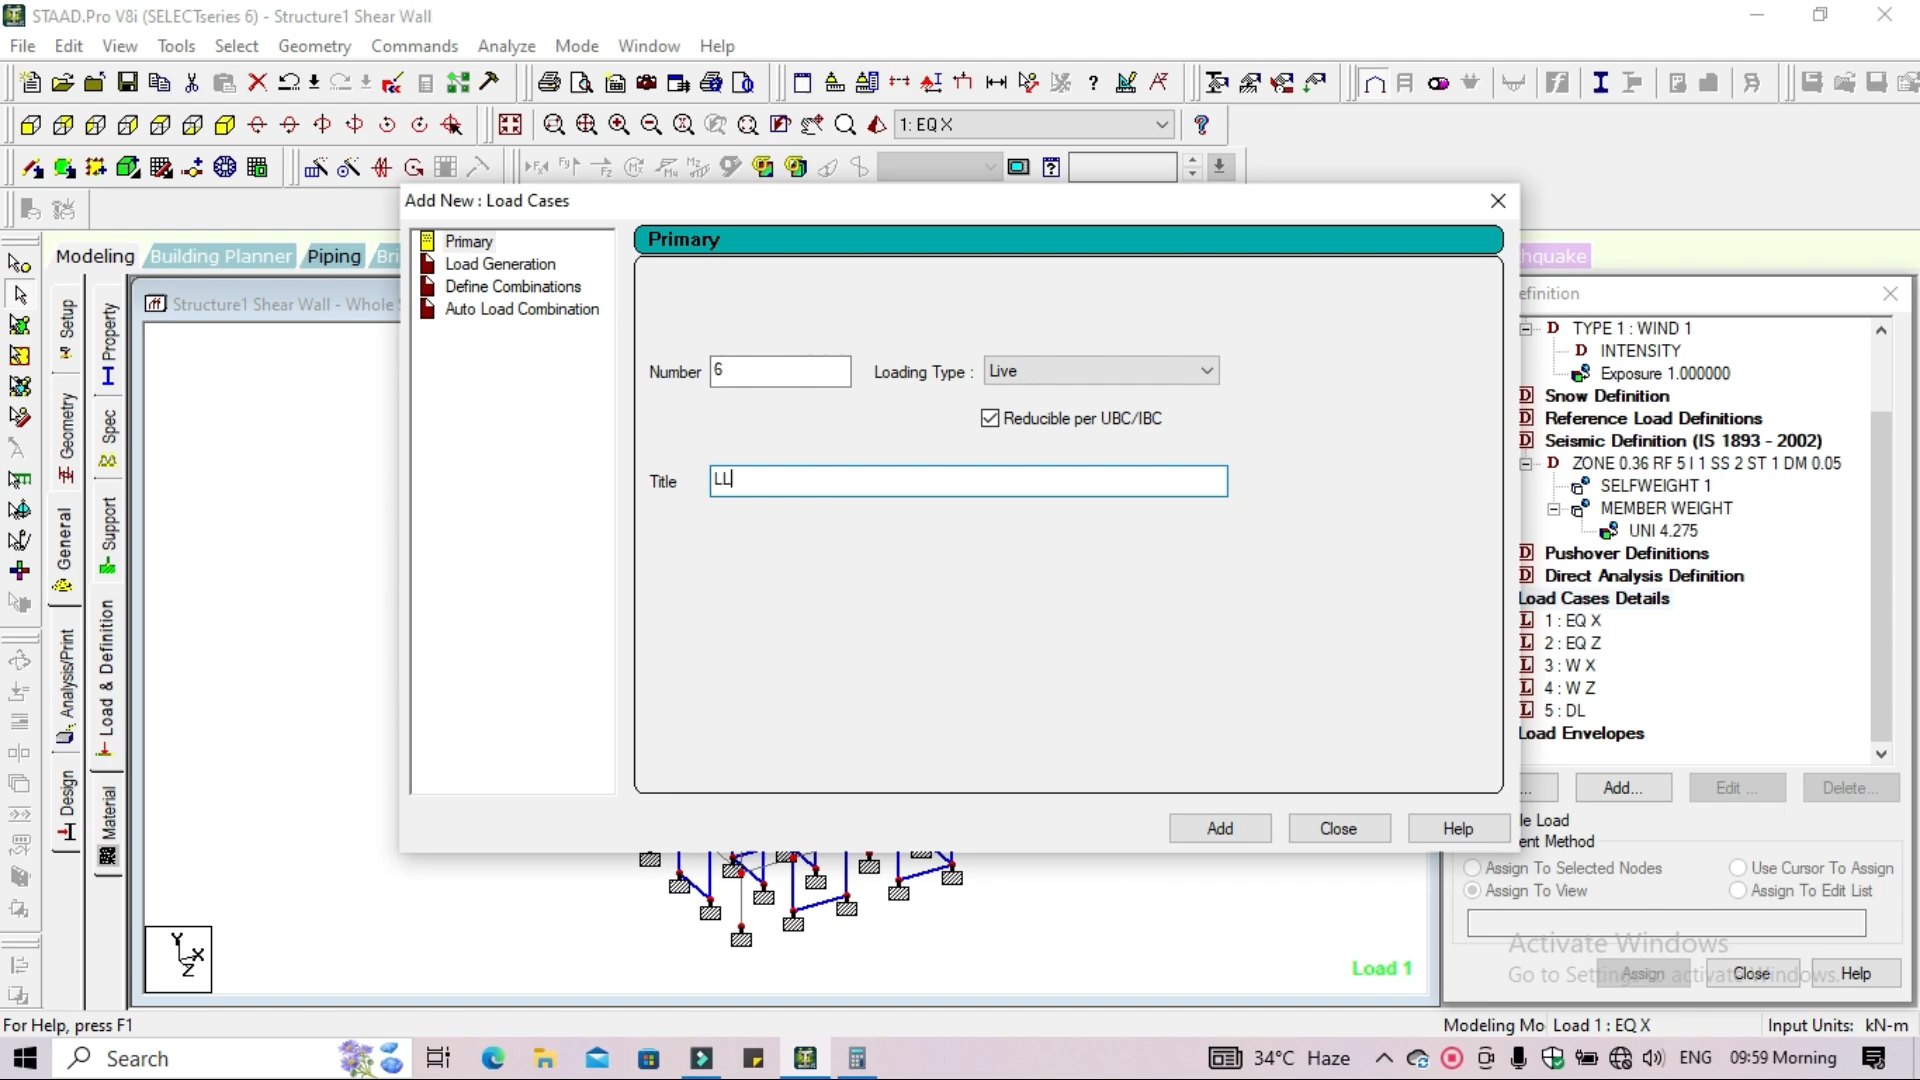 STAAD.Pro V8i (SELECTseries 6) - Structure1 Shear Wall
File Edit View Tools Select Geometry Commands Analyze Mode Window Help
1: EQ X
Add New : Load Cases
Modeling Building Planner Piping Bri
hquake
Structure1 Shear Wall - Whole S
Setup
Geometry
General
Analysis/Print
Design
Property
Spec
Support
Load & Definition
Material
Primary
Load Generation
Define Combinations
Auto Load Combination
Primary
Number 6 Loading Type : Live
Reducible per UBC/IBC
Title LL
Add Close Help
efinition
TYPE 1 : WIND 1
INTENSITY
Exposure 1.000000
Snow Definition
Reference Load Definitions
Seismic Definition (IS 1893 - 2002)
ZONE 0.36 RF 5 I 1 SS 2 ST 1 DM 0.05
SELFWEIGHT 1
MEMBER WEIGHT
UNI 4.275
Pushover Definitions
Direct Analysis Definition
Load Cases Details
1 : EQ X
2 : EQ Z
3 : W X
4 : W Z
5 : DL
Load Envelopes
... Add... Edit ... Delete...
le Load
ent Method
Assign To Selected Nodes Use Cursor To Assign
Assign To View Assign To Edit List
Activate Windows
Go to Settings to activate Windows.
Assign Close Help
Y X Z
Load 1
For Help, press F1
Modeling Mo Load 1 : EQ X Input Units: kN-m
Search
34°C Haze ENG 09:59 Morning